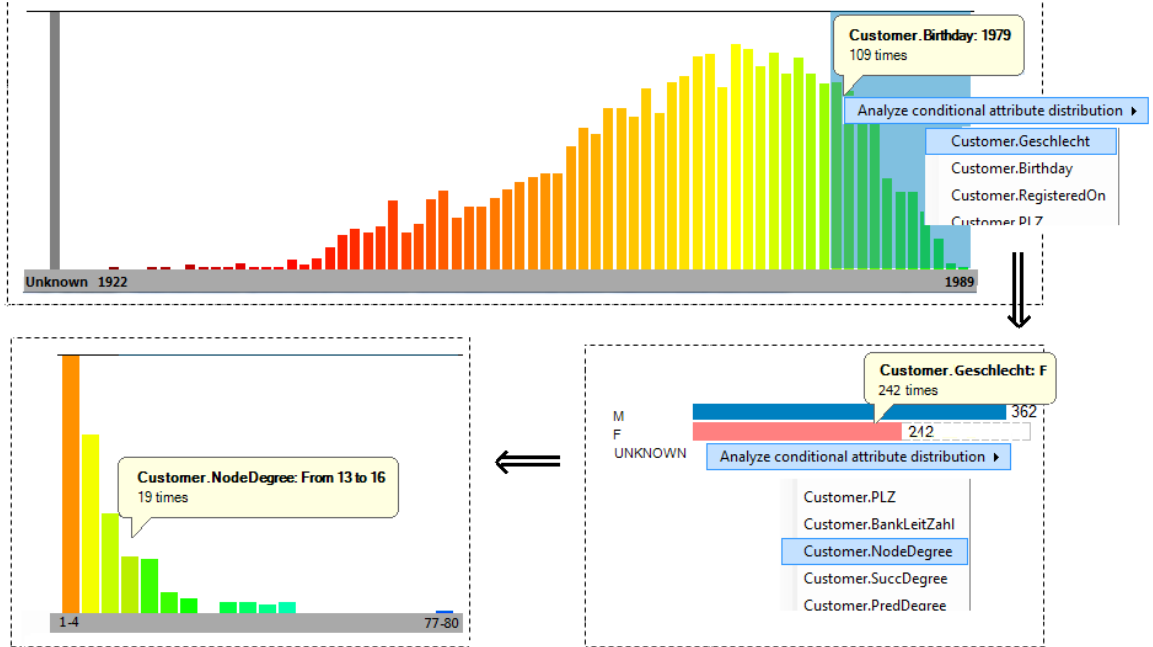 Customer.Birthday: 1979
109 times
Analyze conditional attribute distribution
Customer.Geschlecht
Customer.Birthday
Customer.RegisteredOn
Customer.PLZ
Unknown 1922
1989
Customer.Geschlecht: F
242 times
M
362
F
242
UNKNOWN
Analyze conditional attribute distribution
Customer.PLZ
Customer.BankLeitZahl
Customer.NodeDegree
Customer.SuccDegree
Customer.PredDegree
Customer.NodeDegree: From 13 to 16
19 times
1-4
77-80